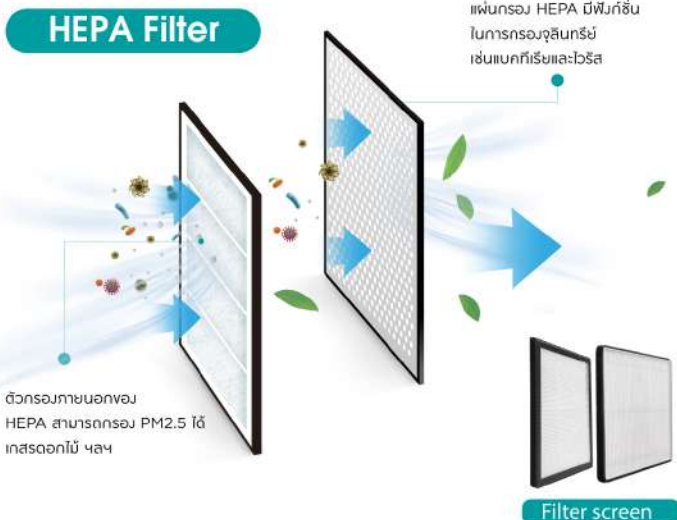 HEPA Filter
แผ่นกรอง HEPA มีฟังก์ชั่น
ในการกรองจุลินทรีย์
เช่นแบคทีเรียและไวรัส
ตัวกรองภายนอกของ
HEPA สามารถกรอง PM2.5 ได้
เกสรดอกไม้ ฯลฯ
Filter screen